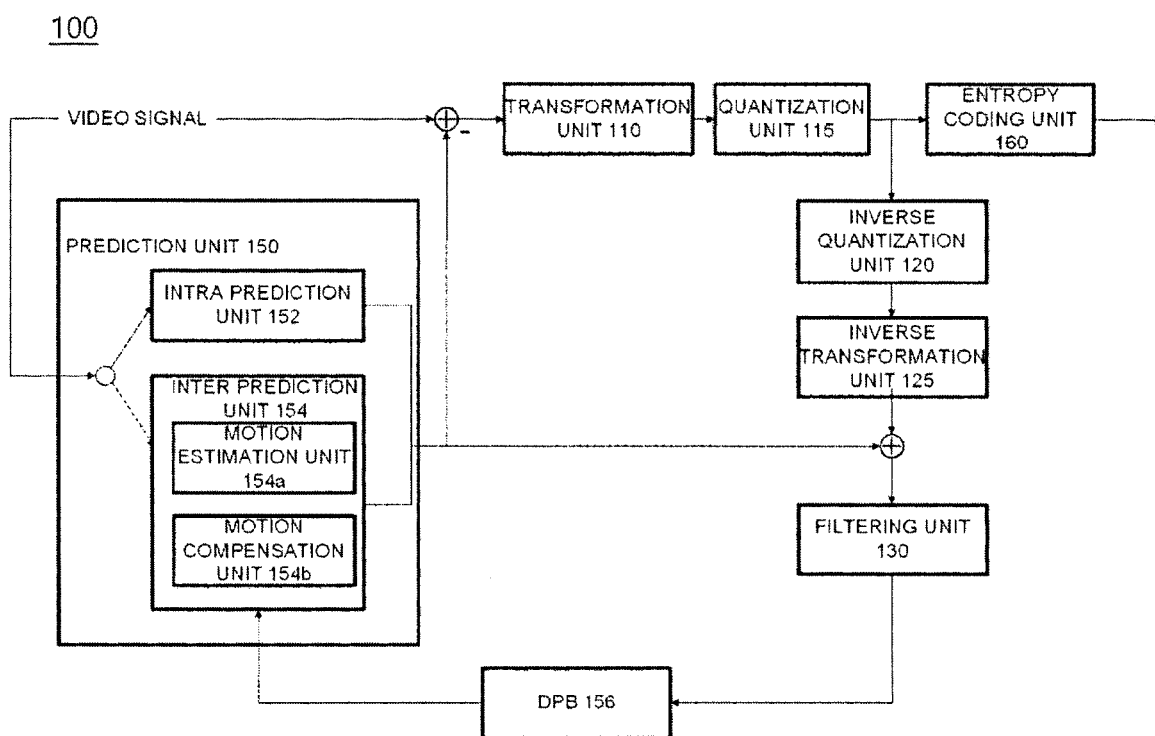 100
VIDEO SIGNAL
TRANSFORMATION
UNIT 110
QUANTIZATION
UNIT 115
ENTROPY
CODING UNIT
160
PREDICTION UNIT 150
INTRA PREDICTION
UNIT 152
INTER PREDICTION
UNIT 154
MOTION
ESTIMATION UNIT
154a
MOTION
COMPENSATION
UNIT 154b
INVERSE
QUANTIZATION
UNIT 120
INVERSE
TRANSFORMATION
UNIT 125
FILTERING UNIT
130
DPB 156